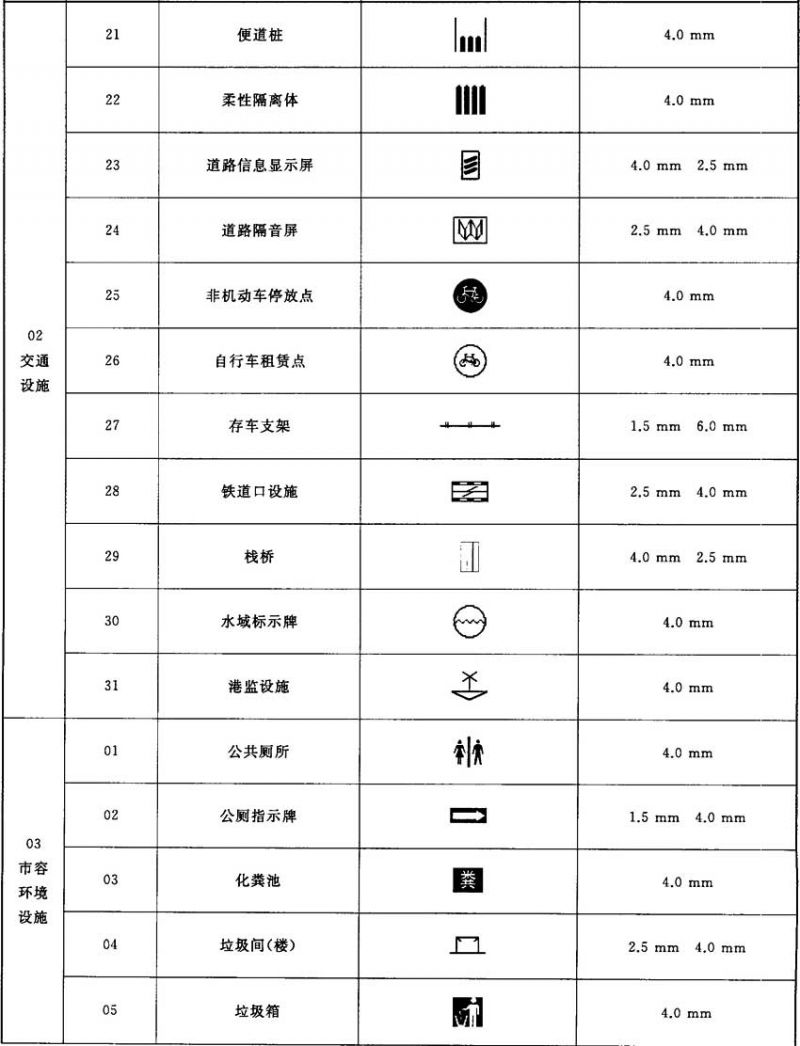 21 便道桩 4.0 mm
22 柔性隔离体 4.0 mm
23 道路信息显示屏 4.0 mm 2.5 mm
24 道路隔音屏 2.5 mm 4.0 mm
25 非机动车停放点 4.0 mm
02
交通
设施
26 自行车租赁点 4.0 mm
27 存车支架 1.5 mm 6.0 mm
28 铁道口设施 2.5 mm 4.0 mm
29 栈桥 4.0 mm 2.5 mm
30 水域标示牌 4.0 mm
31 港监设施 4.0 mm
01 公共厕所 4.0 mm
02 公厕指示牌 1.5 mm 4.0 mm
03
市容
环境
设施
03 化粪池 粪 4.0 mm
04 垃圾间(楼) 2.5 mm 4.0 mm
05 垃圾箱 4.0 mm